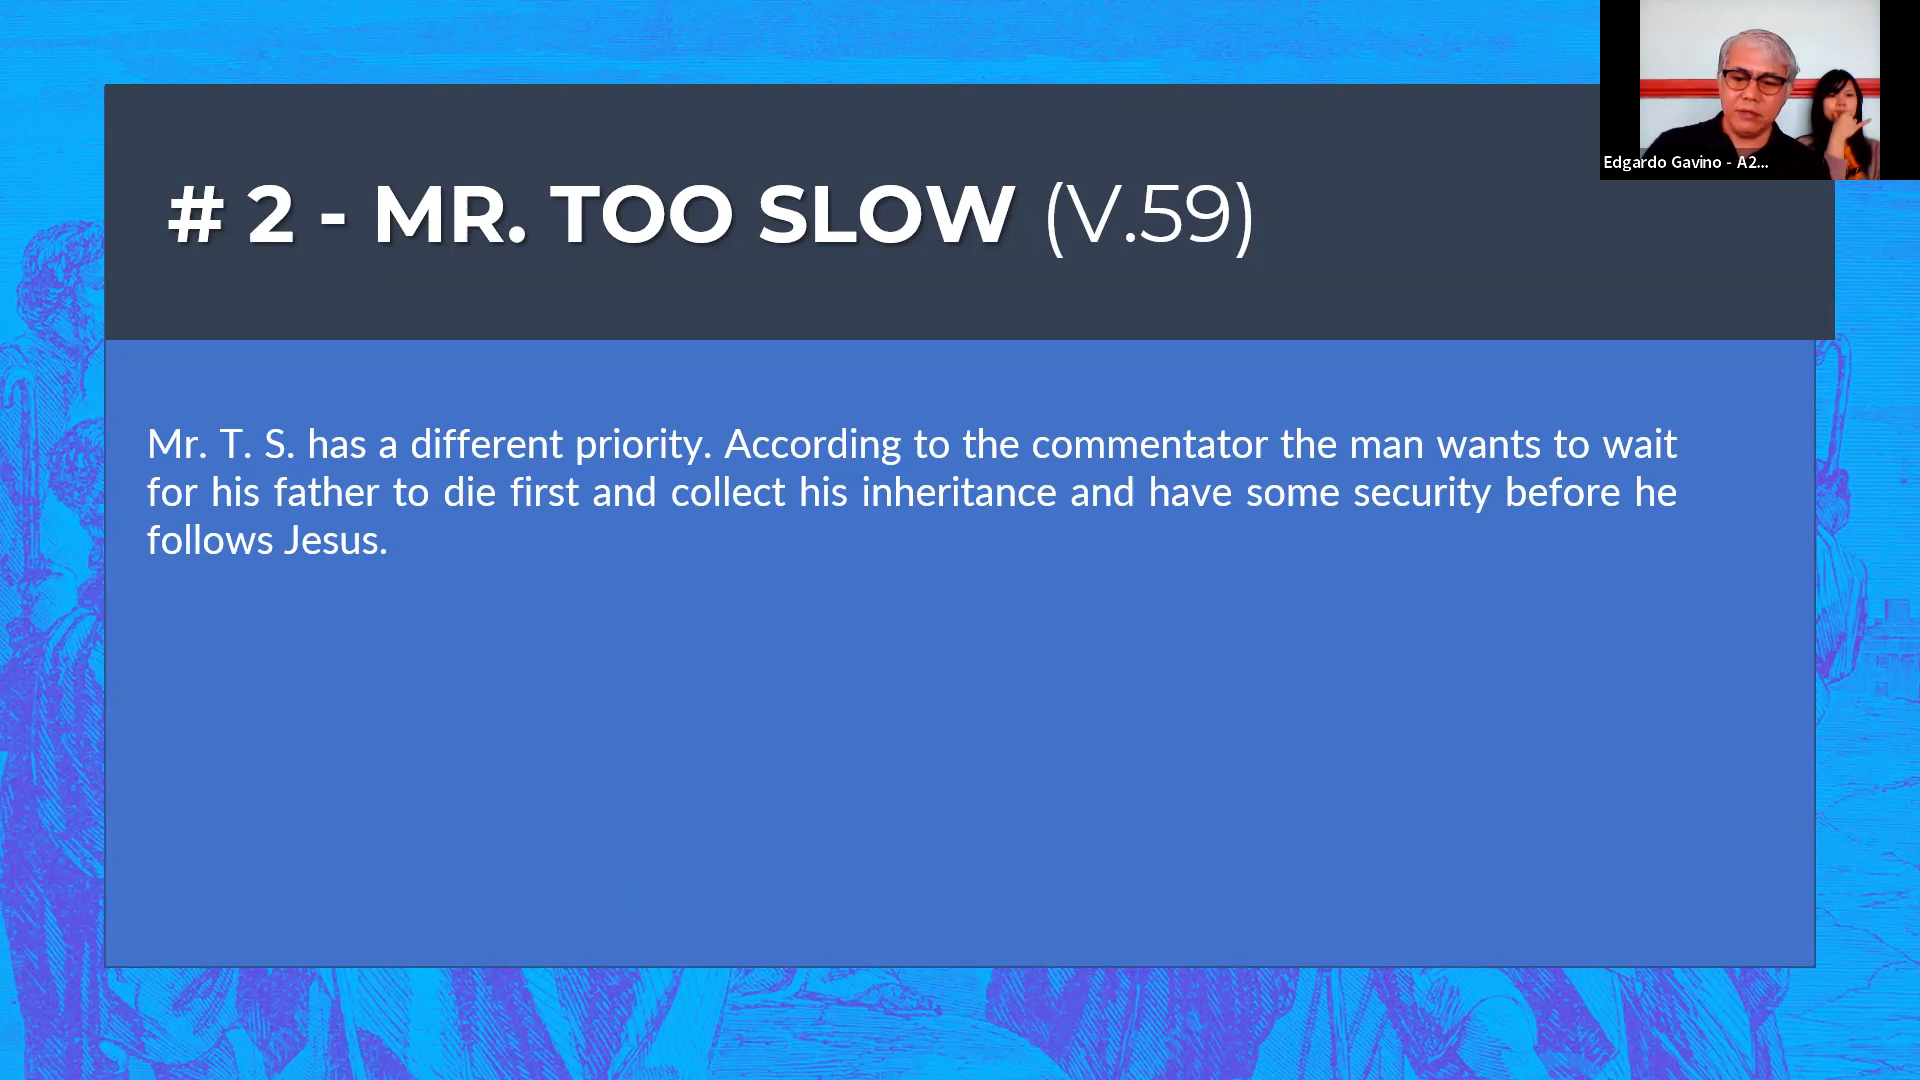 Edgardo Gavino - A2...
# 2 - MR. TOO SLOW (V.59)
Mr. T. S. has a different priority. According to the commentator the man wants to wait
for his father to die first and collect his inheritance and have some security before he
follows Jesus.